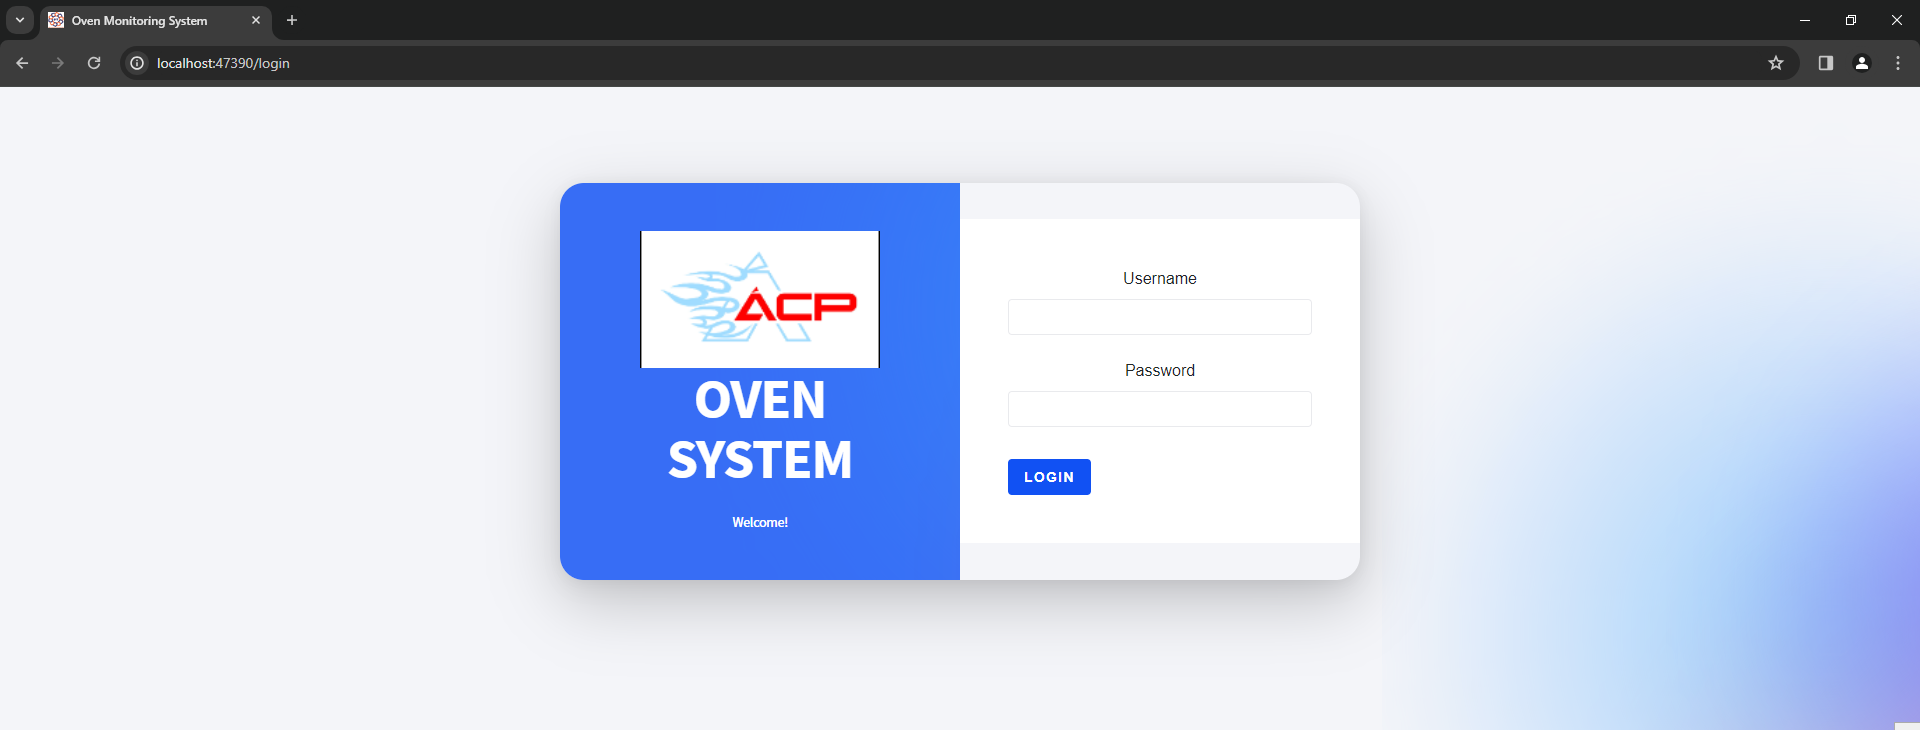 Oven Monitoring System
localhost:47390/login
ACP
OVEN
SYSTEM
Welcome!
Username
Password
LOGIN